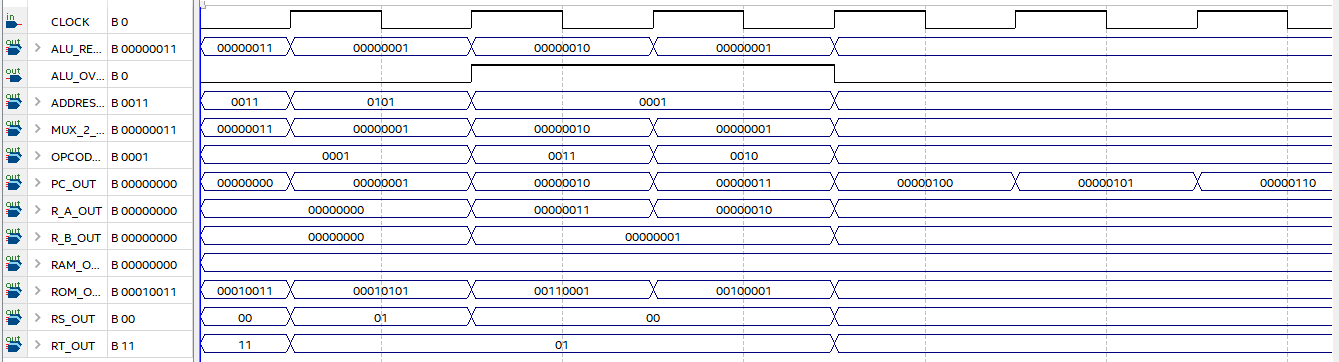 in CLOCK B 0
out > ALU_RE... B 00000011 00000011 00000001 00000010 00000001
out ALU_OV... B 0
out > ADDRES... B 0011 0011 0101 0001
out > MUX_2_... B 00000011 00000011 00000001 00000010 00000001
out > OPCOD... B 0001 0001 0011 0010
out > PC_OUT B 00000000 00000000 00000001 00000010 00000011 00000100 00000101 00000110
out > R_A_OUT B 00000000 00000000 00000011 00000010
out > R_B_OUT B 00000000 00000000 00000001
out > RAM_O... B 00000000
out > ROM_O... B 00010011 00010011 00010101 00110001 00100001
out > RS_OUT B 00 00 01 00
out > RT_OUT B 11 11 01